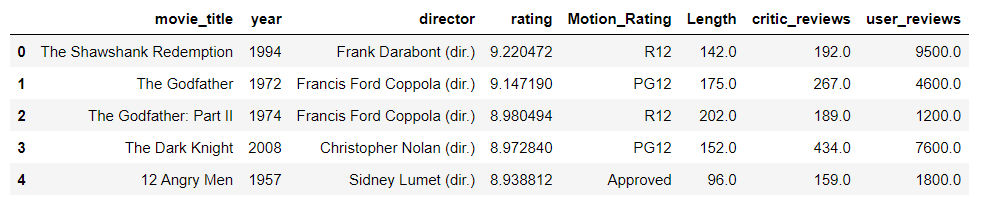 movie_title year director rating Motion_Rating Length critic_reviews user_reviews
0 The Shawshank Redemption 1994 Frank Darabont (dir.) 9.220472 R12 142.0 192.0 9500.0
1 The Godfather 1972 Francis Ford Coppola (dir.) 9.147190 PG12 175.0 267.0 4600.0
2 The Godfather: Part II 1974 Francis Ford Coppola (dir.) 8.980494 R12 202.0 189.0 1200.0
3 The Dark Knight 2008 Christopher Nolan (dir.) 8.972840 PG12 152.0 434.0 7600.0
4 12 Angry Men 1957 Sidney Lumet (dir.) 8.938812 Approved 96.0 159.0 1800.0